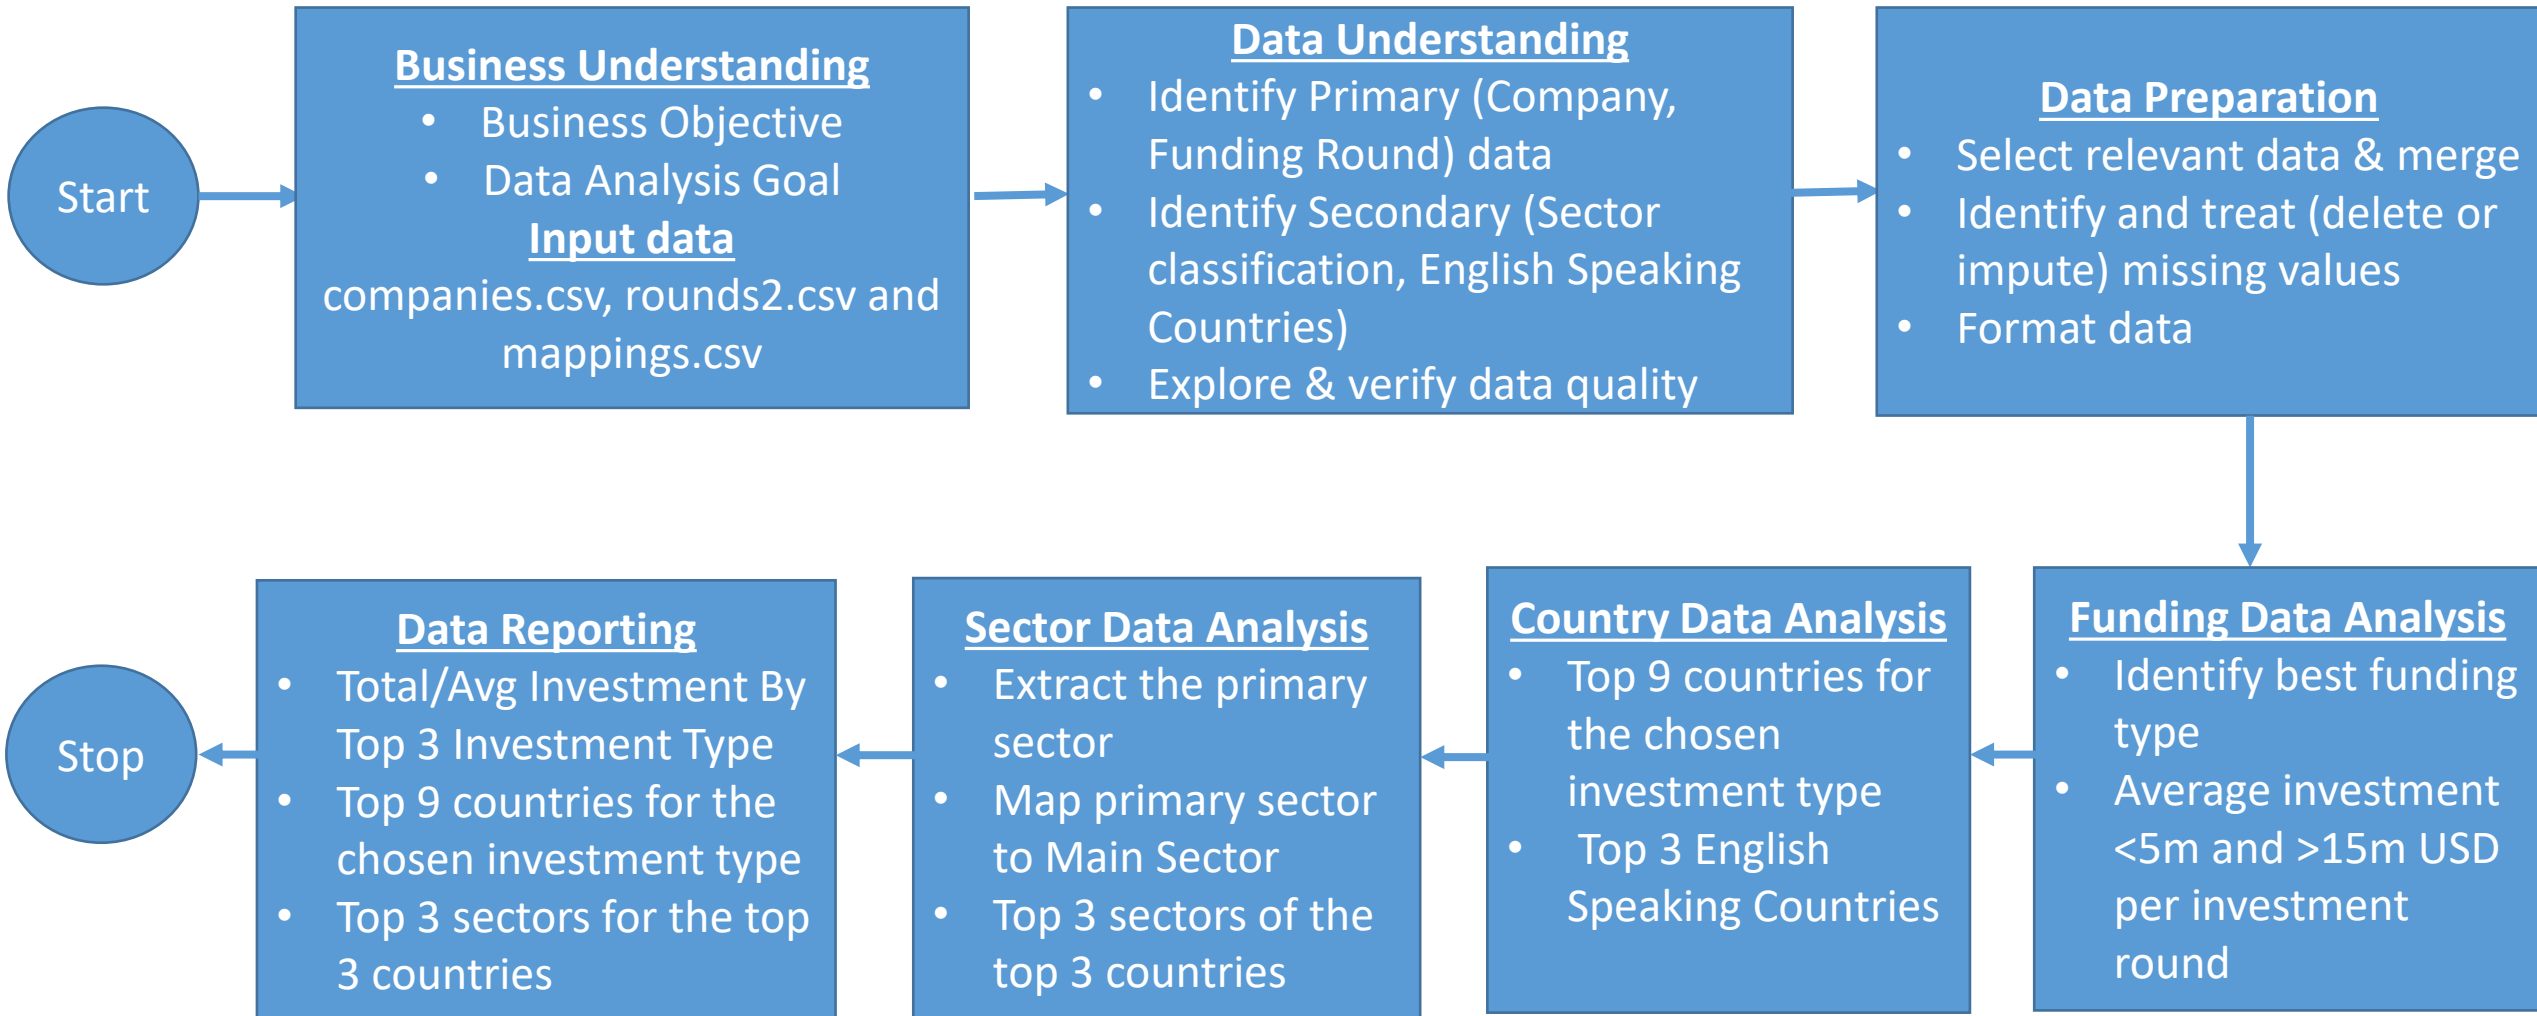 Start
Business Understanding
• Business Objective
• Data Analysis Goal
Input data
companies.csv, rounds2.csv and
mappings.csv
Data Understanding
• Identify Primary (Company,
Funding Round) data
• Identify Secondary (Sector
classification, English Speaking
Countries)
• Explore & verify data quality
Data Preparation
• Select relevant data & merge
• Identify and treat (delete or
impute) missing values
• Format data
Funding Data Analysis
• Identify best funding
type
• Average investment
<5m and >15m USD
per investment
round
Country Data Analysis
• Top 9 countries for
the chosen
investment type
• Top 3 English
Speaking Countries
Sector Data Analysis
• Extract the primary
sector
• Map primary sector
to Main Sector
• Top 3 sectors of the
top 3 countries
Data Reporting
• Total/Avg Investment By
Top 3 Investment Type
• Top 9 countries for the
chosen investment type
• Top 3 sectors for the top
3 countries
Stop